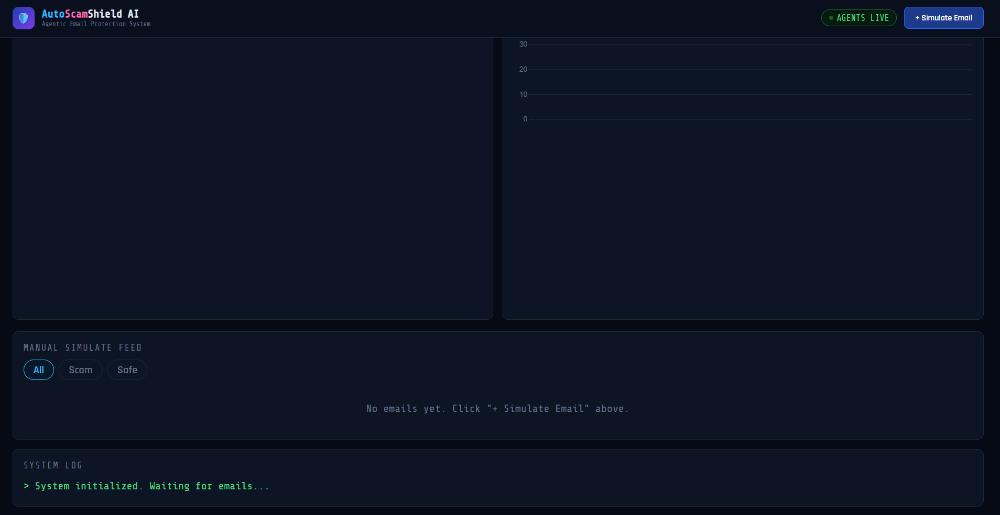 AutoScamShield AI
Agentic Email Protection System
AGENTS LIVE
+ Simulate Email
30
20
10
0
MANUAL SIMULATE FEED
All
Scam
Safe
No emails yet. Click "+ Simulate Email" above.
SYSTEM LOG
> System initialized. Waiting for emails...